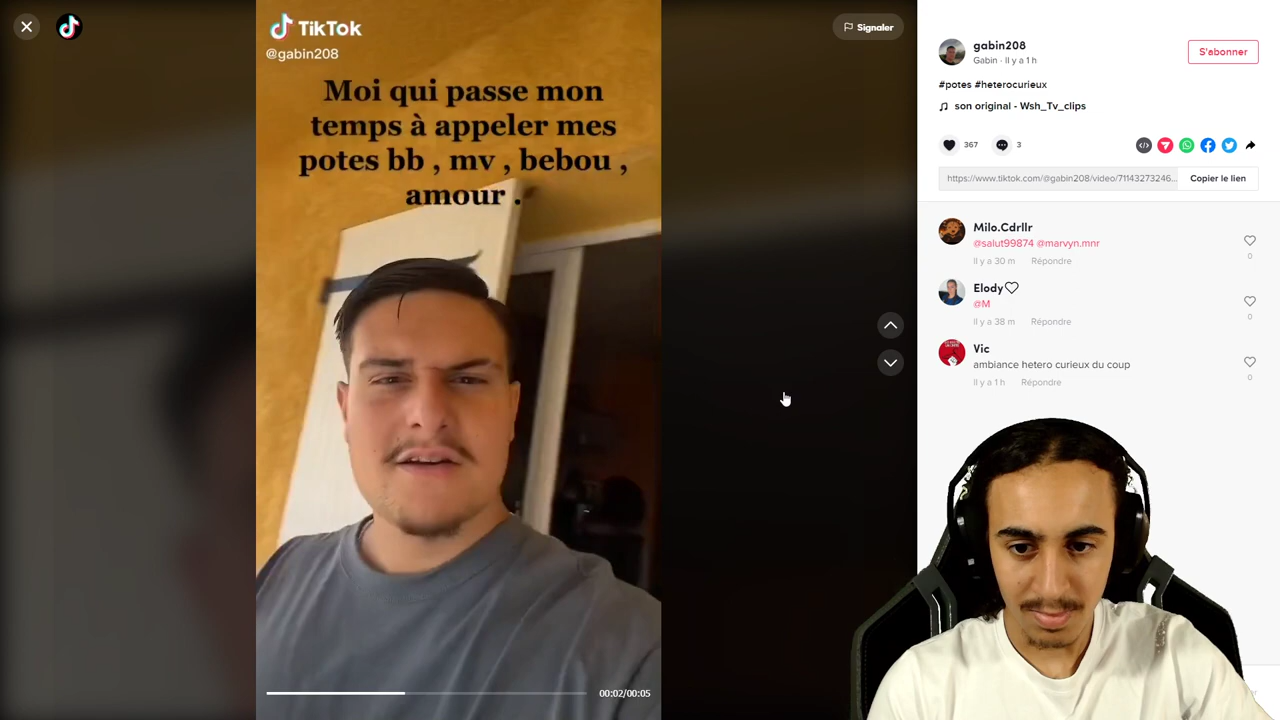 TikTok
@gabin208
Moi qui passe mon
temps à appeler mes
potes bb , mv , bebou ,
amour .
00:02/00:05
Signaler
gabin208
Gabin · Il y a 1 h
S'abonner
#potes #heterocurieux
son original - Wsh_Tv_clips
367
3
https://www.tiktok.com/@gabin208/video/71143273246...
Copier le lien
Milo.Cdrllr
@salut99874 @marvyn.mnr
Il y a 30 m
Répondre
0
Elody
@M
Il y a 38 m
Répondre
0
Vic
ambiance hetero curieux du coup
Il y a 1 h
Répondre
0